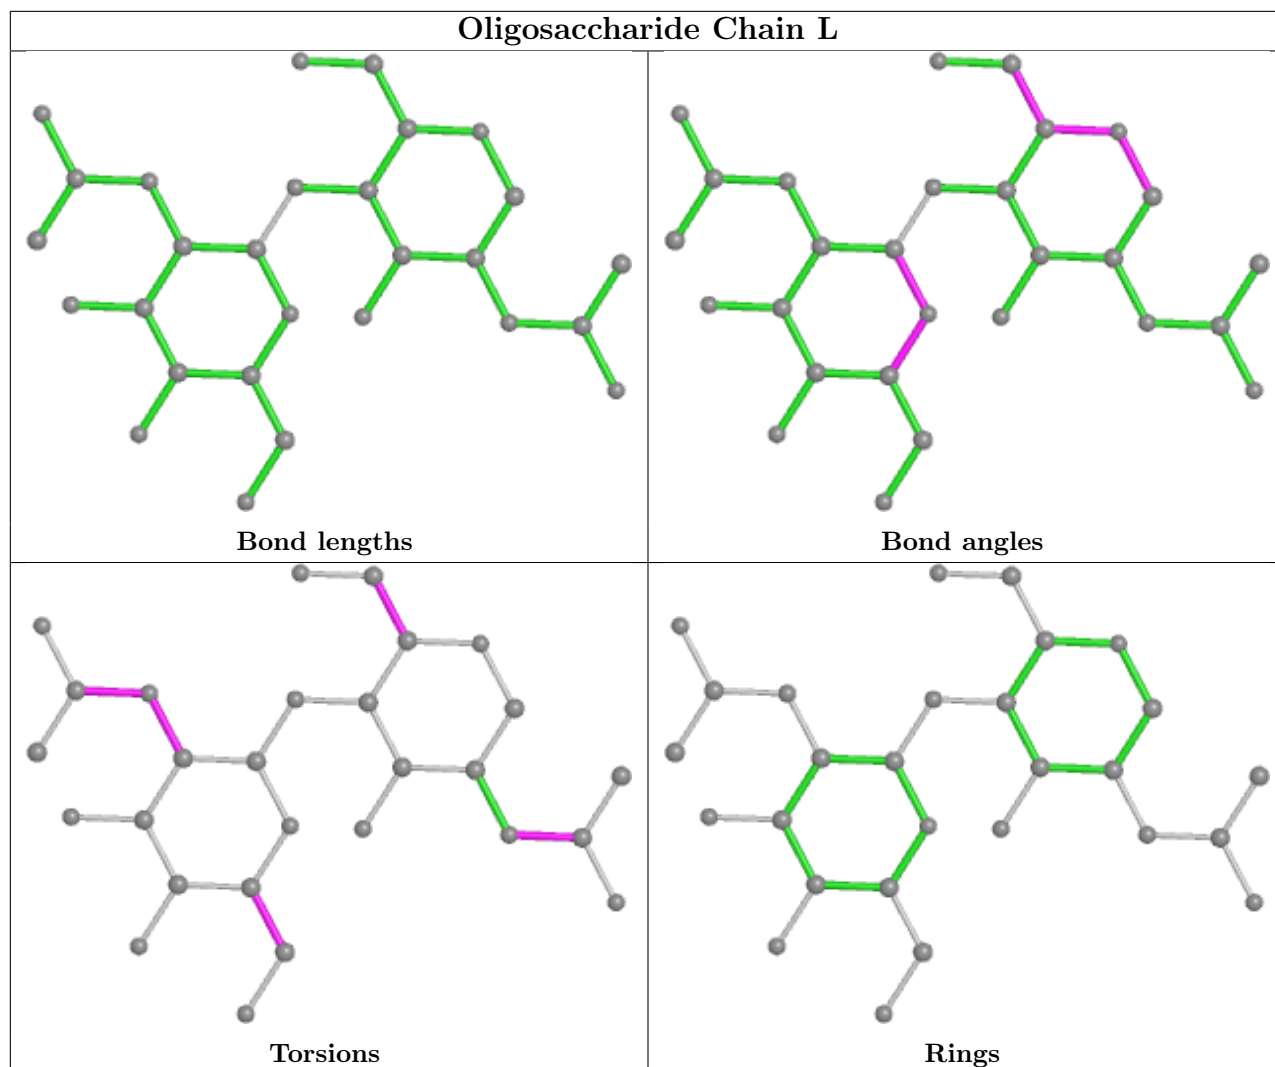 Oligosaccharide Chain L
Bond lengths
Bond angles
Torsions
Rings